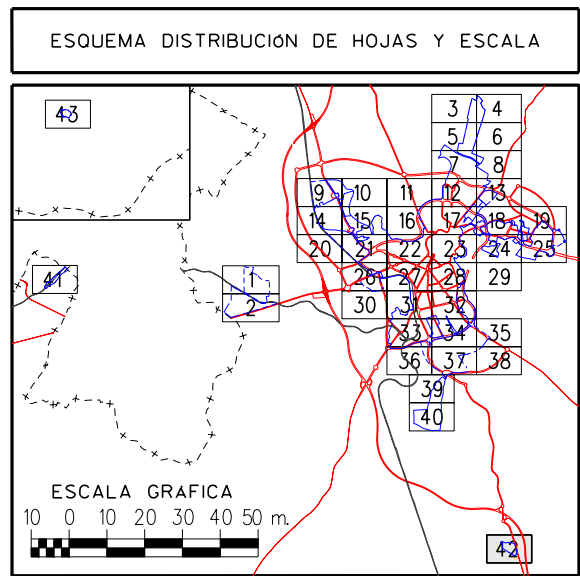 ESQUEMA DISTRIBUCIÓN DE HOJAS Y ESCALA
43
3 4
5 6
7 8
9 10 11 12 13
14 15 16 17 18 19
20 21 22 23 24 25
41 1 26 27 28 29
2 30 31 32
33 34 35
36 37 38
39
40
ESCALA GRÁFICA
10 0 10 20 30 40 50 m.
42